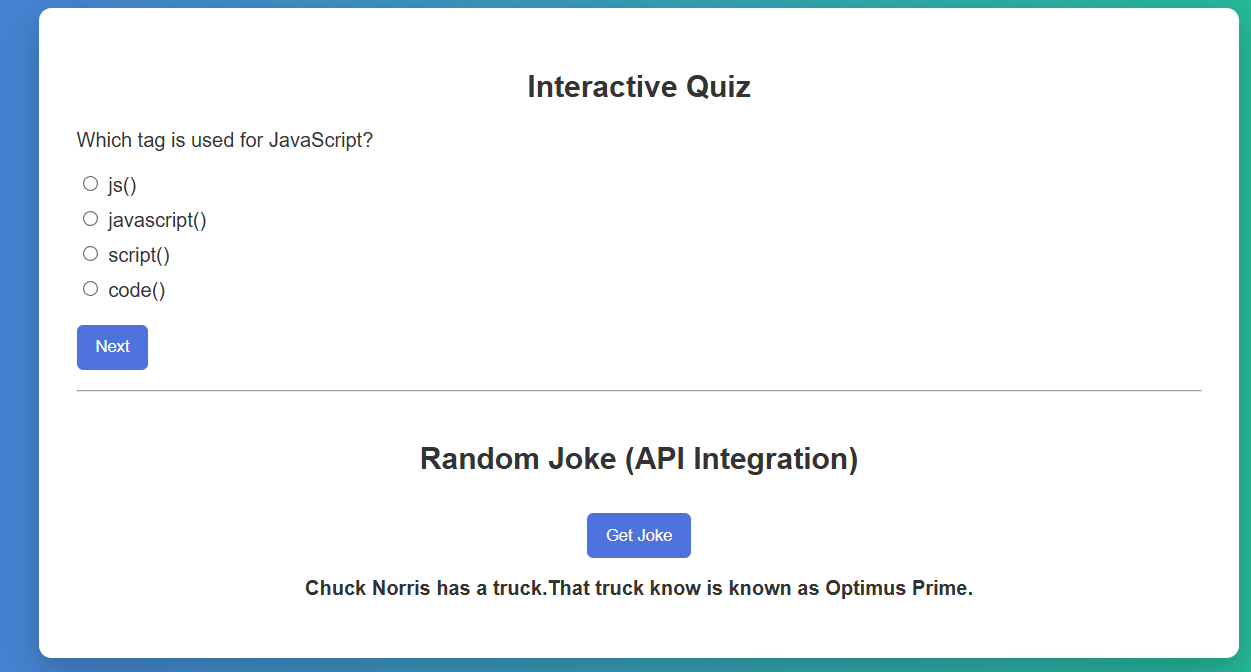 Interactive Quiz
Which tag is used for JavaScript?
js()
javascript()
script()
code()
Next
Random Joke (API Integration)
Get Joke
Chuck Norris has a truck.That truck know is known as Optimus Prime.